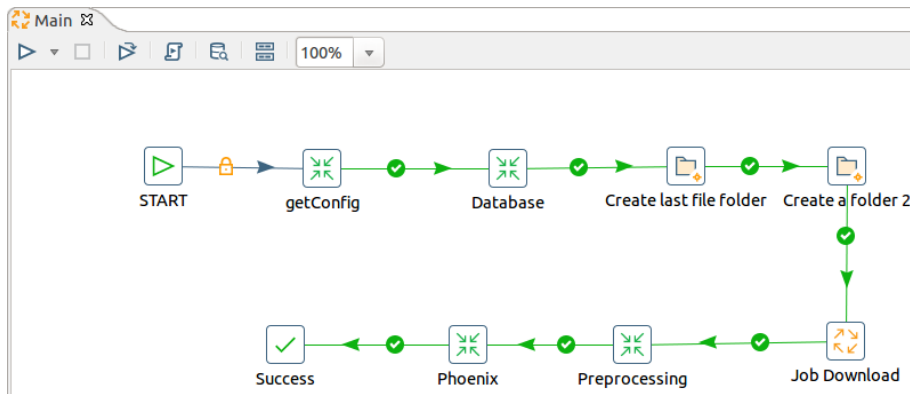 Main
100%
START
getConfig
Database
Create last file folder
Create a folder 2
Success
Phoenix
Preprocessing
Job Download